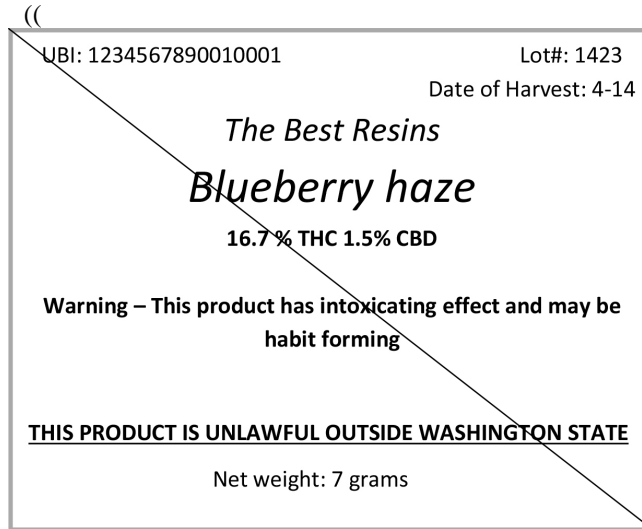 ((
UBI: 1234567890010001 Lot#: 1423
Date of Harvest: 4-14
The Best Resins
Blueberry haze
16.7 % THC 1.5% CBD
Warning – This product has intoxicating effect and may be
habit forming
THIS PRODUCT IS UNLAWFUL OUTSIDE WASHINGTON STATE
Net weight: 7 grams